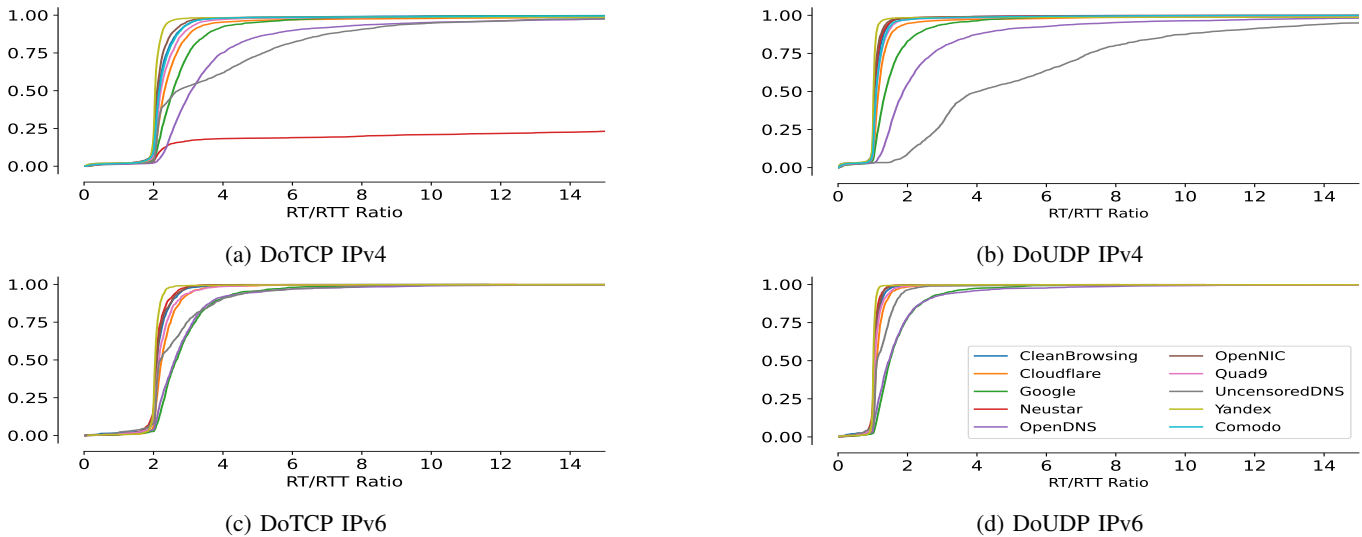 1.00
0.75
0.50
0.25
0.00
0 2 4 6 8 10 12 14
RT/RTT Ratio
(a) DoTCP IPv4
1.00
0.75
0.50
0.25
0.00
0 2 4 6 8 10 12 14
RT/RTT Ratio
(b) DoUDP IPv4
1.00
0.75
0.50
0.25
0.00
0 2 4 6 8 10 12 14
RT/RTT Ratio
(c) DoTCP IPv6
1.00
0.75
0.50
0.25
0.00
CleanBrowsing
Cloudflare
Google
Neustar
OpenDNS
OpenNIC
Quad9
UncensoredDNS
Yandex
Comodo
0 2 4 6 8 10 12 14
RT/RTT Ratio
(d) DoUDP IPv6